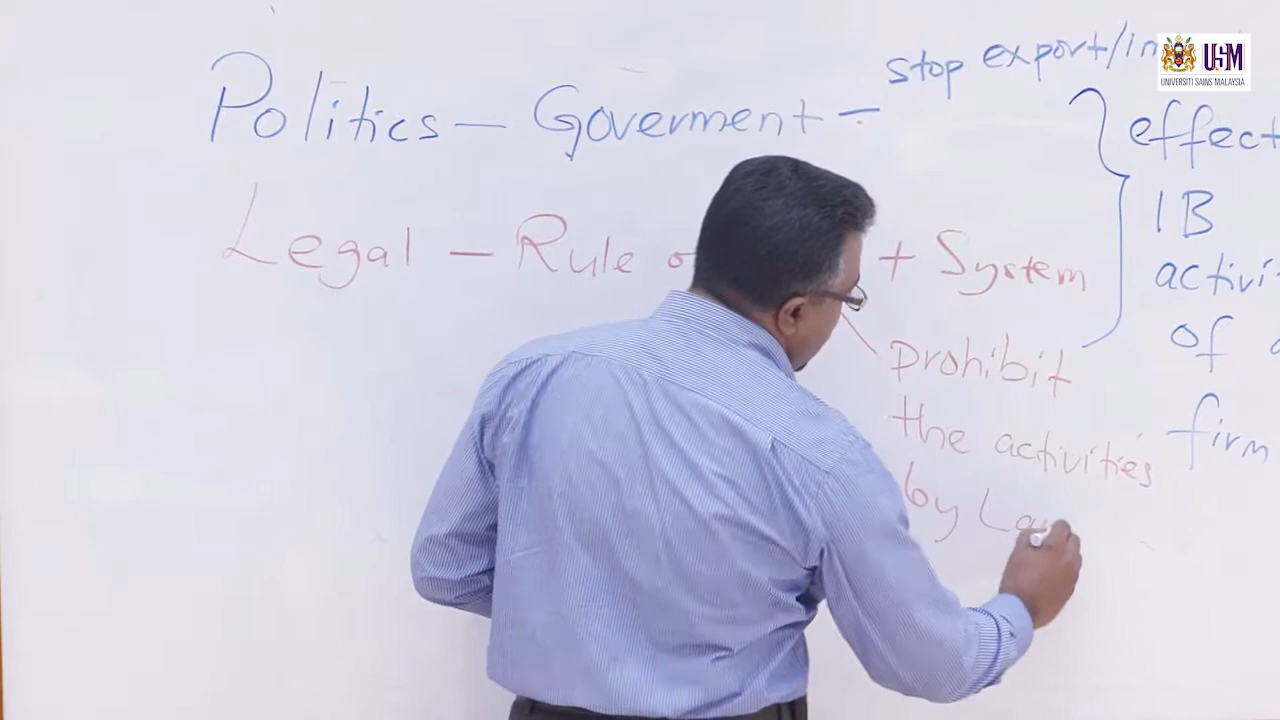 Politics — Goverment — stop export/in
Legal — Rule + System
prohibit
the activities
by Law
effect
IB
activi
of
firm
USM
UNIVERSITI SAINS MALAYSIA